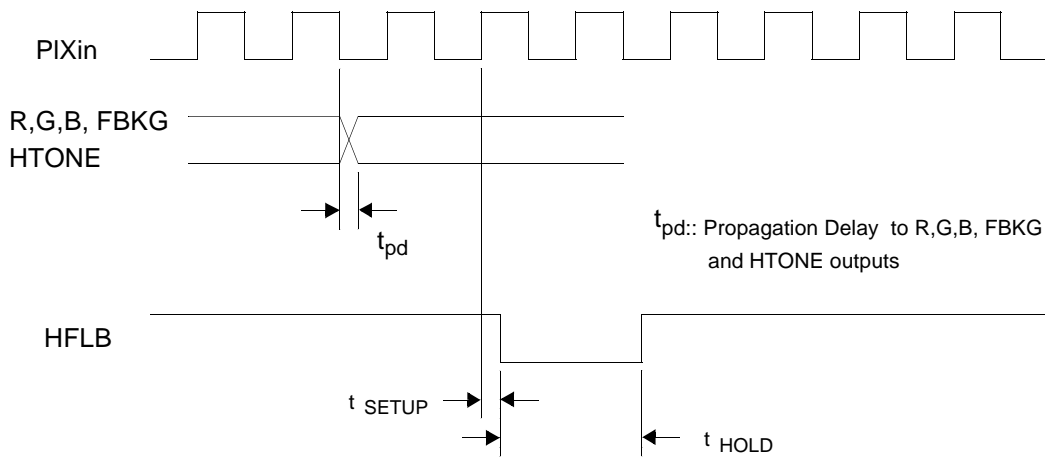 PIXin
R,G,B, FBKG
HTONE
tpd
tpd:: Propagation Delay to R,G,B, FBKG
and HTONE outputs
HFLB
t SETUP
t HOLD